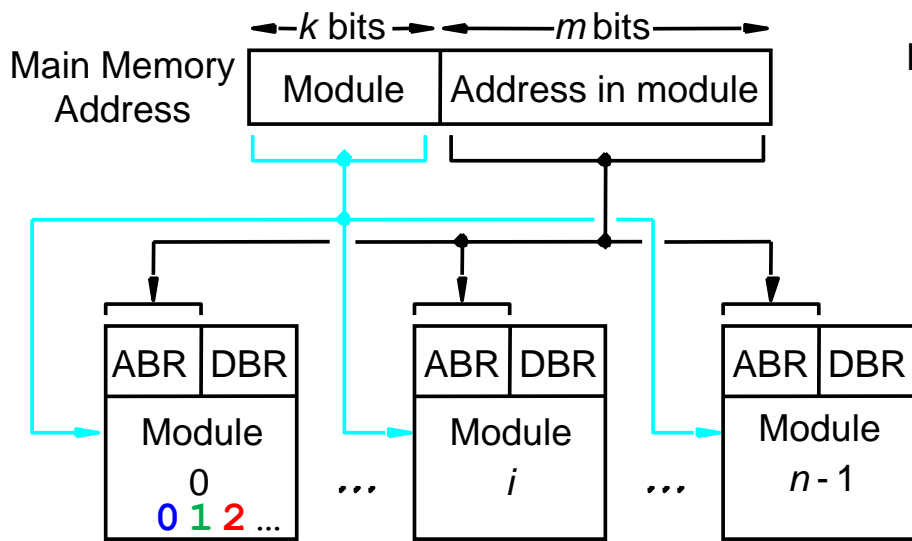 k bits m bits
Main Memory Address
Module Address in module
ABR DBR ABR DBR ABR DBR
Module 0
0 1 2 ...
...
Module i
...
Module n - 1